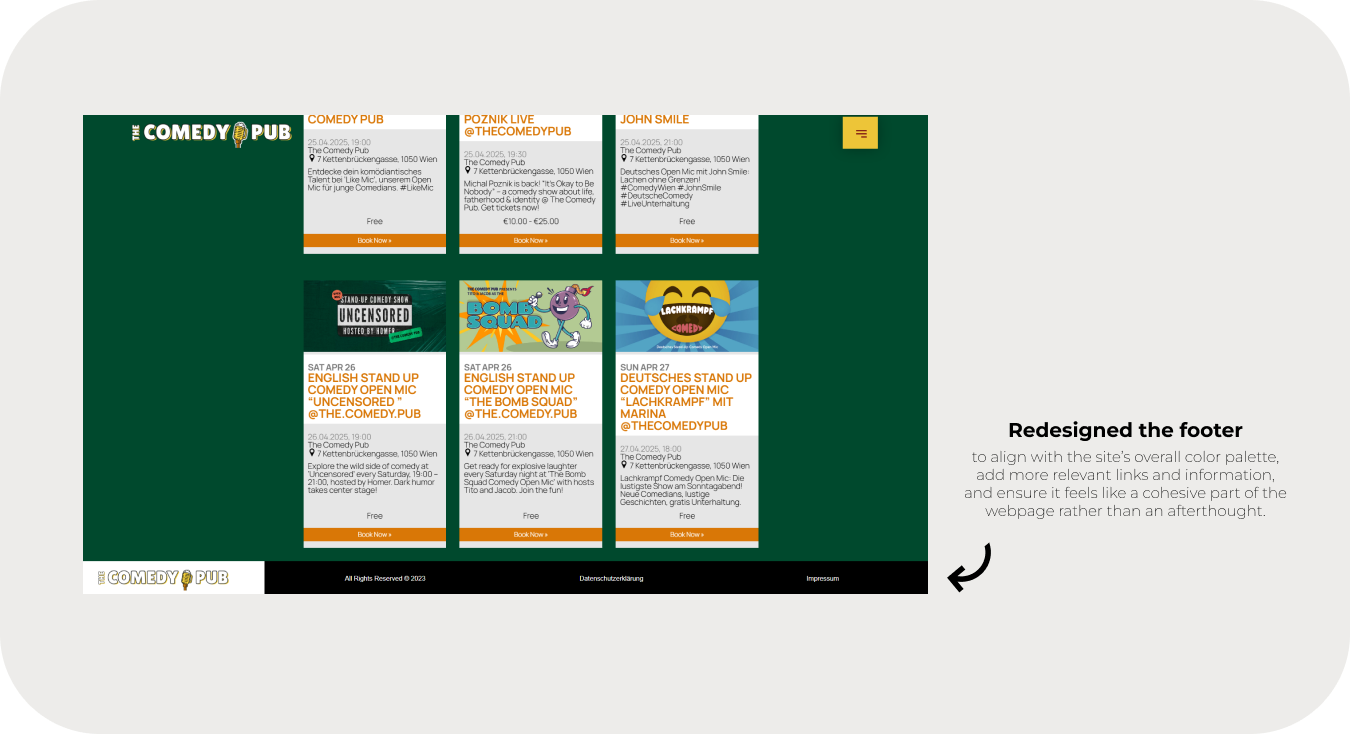 THE COMEDY PUB
COMEDY PUB
25.04.2025, 19:00
The Comedy Pub
7 Kettenbrückengasse, 1050 Wien
Entdecke dein komödiantisches
Talent bei 'Like Mic', unserem Open
Mic für junge Comedians. #LikeMic
Free
Book Now »
POZNIK LIVE
@THECOMEDYPUB
25.04.2025, 19:30
The Comedy Pub
7 Kettenbrückengasse, 1050 Wien
Michal Poznik is back! "It's Okay to Be
Nobody" – a comedy show about life,
fatherhood & identity @ The Comedy
Pub. Get tickets now!
€10.00 - €25.00
Book Now »
JOHN SMILE
25.04.2025, 21:00
The Comedy Pub
7 Kettenbrückengasse, 1050 Wien
Deutsches Open Mic mit John Smile:
Lachen ohne Grenzen!
#ComedyWien #JohnSmile
#DeutscheComedy
#LiveUnterhaltung
Free
Book Now »
STAND-UP COMEDY SHOW
UNCENSORED
HOSTED BY HOMER
SAT APR 26
ENGLISH STAND UP
COMEDY OPEN MIC
“UNCENSORED ”
@THE.COMEDY.PUB
26.04.2025, 19:00
The Comedy Pub
7 Kettenbrückengasse, 1050 Wien
Explore the wild side of comedy at
'Uncensored' every Saturday, 19:00 –
21:00, hosted by Homer. Dark humor
takes center stage!
Free
Book Now »
THE COMEDY PUB PRESENTS
BOMB
SQUAD
SAT APR 26
ENGLISH STAND UP
COMEDY OPEN MIC
“THE BOMB SQUAD”
@THE.COMEDY.PUB
26.04.2025, 21:00
The Comedy Pub
7 Kettenbrückengasse, 1050 Wien
Get ready for explosive laughter
every Saturday night at 'The Bomb
Squad Comedy Open Mic' with hosts
Tito and Jacob. Join the fun!
Free
Book Now »
LACHKRAMPF
COMEDY
SUN APR 27
DEUTSCHES STAND UP
COMEDY OPEN MIC
“LACHKRAMPF” MIT
MARINA
@THECOMEDYPUB
27.04.2025, 18:00
The Comedy Pub
7 Kettenbrückengasse, 1050 Wien
Lachkrampf Comedy Open Mic: Die
lustigste Show am Sonntagabend!
Neue Comedians, lustige
Geschichten, gratis Unterhaltung.
Free
Book Now »
THE COMEDY PUB
All Rights Reserved © 2023
Datenschutzerklärung
Impressum
Redesigned the footer
to align with the site’s overall color palette,
add more relevant links and information,
and ensure it feels like a cohesive part of the
webpage rather than an afterthought.